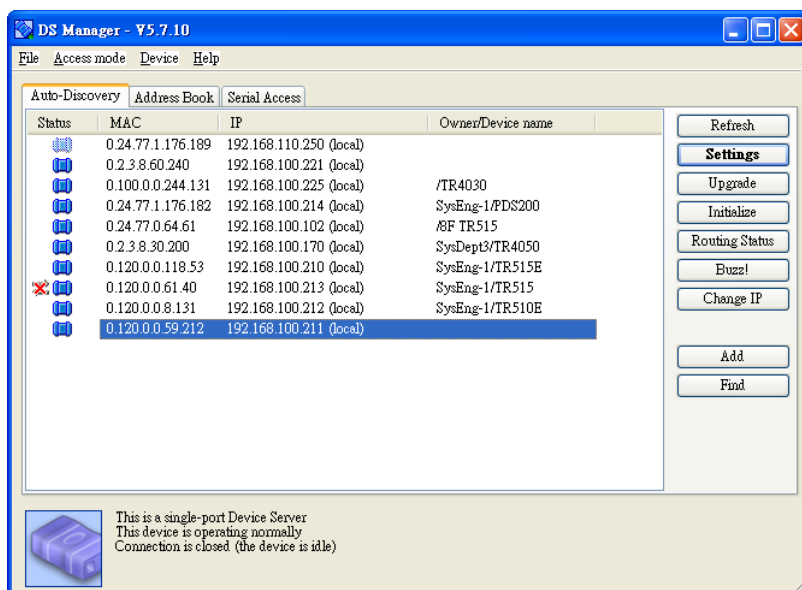 DS Manager - V5.7.10
File Access mode Device Help
Auto-Discovery Address Book Serial Access
Status MAC IP Owner/Device name
0.24.77.1.176.189 192.168.110.250 (local)
0.2.3.8.60.240 192.168.100.221 (local)
0.100.0.0.244.131 192.168.100.225 (local) /TR4030
0.24.77.1.176.182 192.168.100.214 (local) SysEng-1/PDS200
0.24.77.0.64.61 192.168.100.102 (local) /8F TR515
0.2.3.8.30.200 192.168.100.170 (local) SysDept3/TR4050
0.120.0.0.118.53 192.168.100.210 (local) SysEng-1/TR515E
0.120.0.0.61.40 192.168.100.213 (local) SysEng-1/TR515
0.120.0.0.8.131 192.168.100.212 (local) SysEng-1/TR510E
0.120.0.0.59.212 192.168.100.211 (local)
Refresh
Settings
Upgrade
Initialize
Routing Status
Buzz!
Change IP
Add
Find
This is a single-port Device Server
This device is operating normally
Connection is closed (the device is idle)